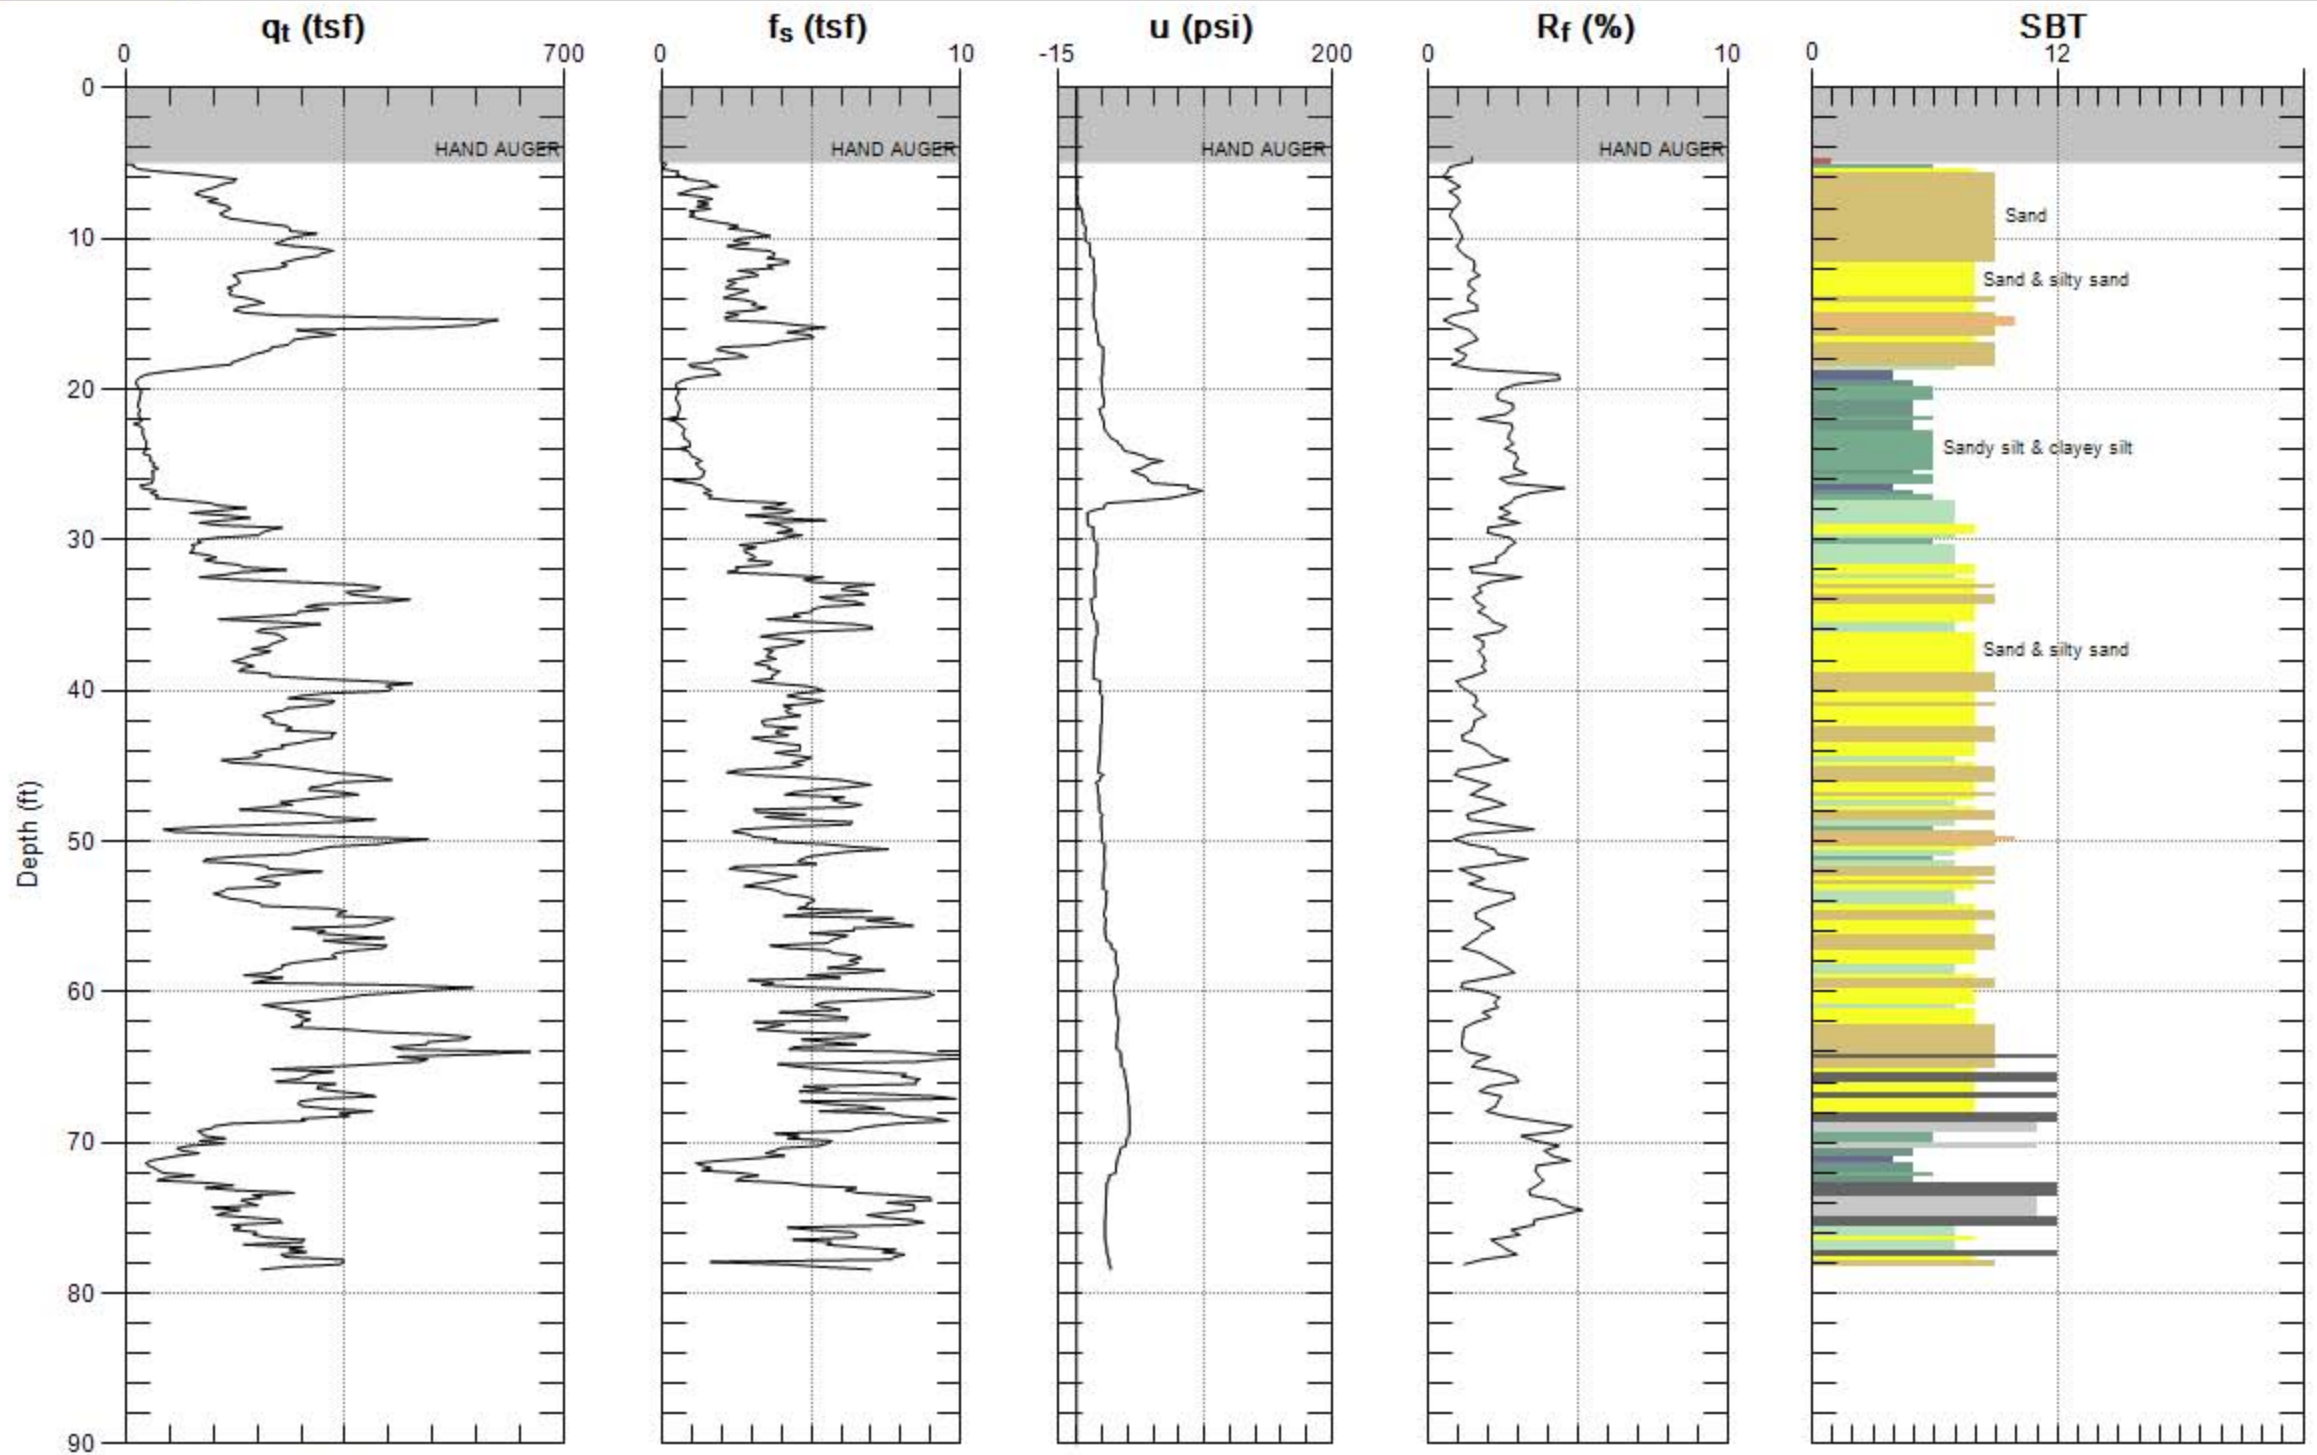 qt (tsf) fs (tsf) u (psi) Rf (%) SBT
0 700 0 10 -15 200 0 10 0 12
0
HAND AUGER HAND AUGER HAND AUGER HAND AUGER
Sand
10
Sand & silty sand
20
Sandy silt & clayey silt
30
Sand & silty sand
40
Depth (ft)
50
60
70
80
90